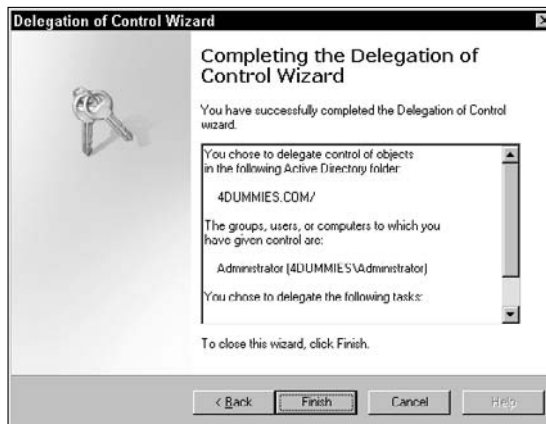 Delegation of Control Wizard
Completing the Delegation of
Control Wizard
You have successfully completed the Delegation of Control
wizard.
You chose to delegate control of objects
in the following Active Directory folder:
4DUMMIES.COM/
The groups, users, or computers to which you
have given control are:
Administrator (4DUMMIES\Administrator)
You chose to delegate the following tasks:
To close this wizard, click Finish.
< Back
Finish
Cancel
Help